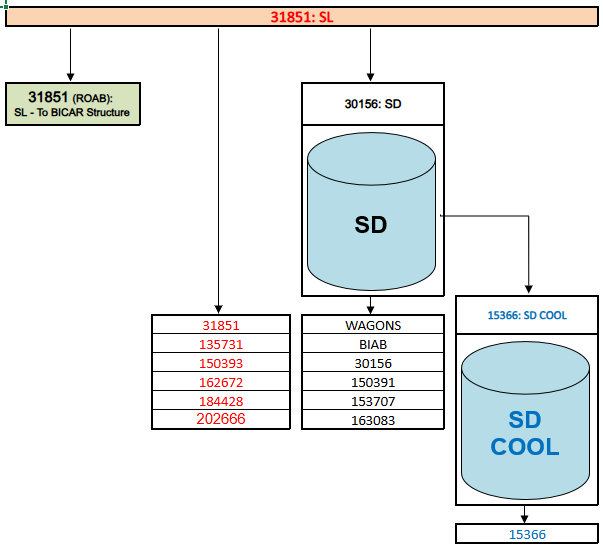 31851: SL
31851 (ROAB):
SL - To BICAR Structure
30156: SD
SD
15366: SD COOL
SD
COOL
31851
135731
150393
162672
184428
202666
WAGONS
BIAB
30156
150391
153707
163083
15366